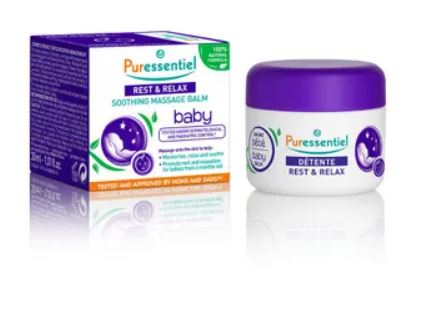 Puressentiel
100%
NATURAL
FORMULA
REST & RELAX
SOOTHING MASSAGE BALM
baby
TESTED UNDER DERMATOLOGICAL
AND PAEDIATRIC CONTROL
Massage onto the skin to help:
• Moisturise, relax and soothe
• Promote rest and relaxation
for babies from 3 months old
TESTED AND APPROVED BY MOMS AND DADS
30ml
Puressentiel
BAUME
bébé
baby
BALM
DÉTENTE
REST & RELAX